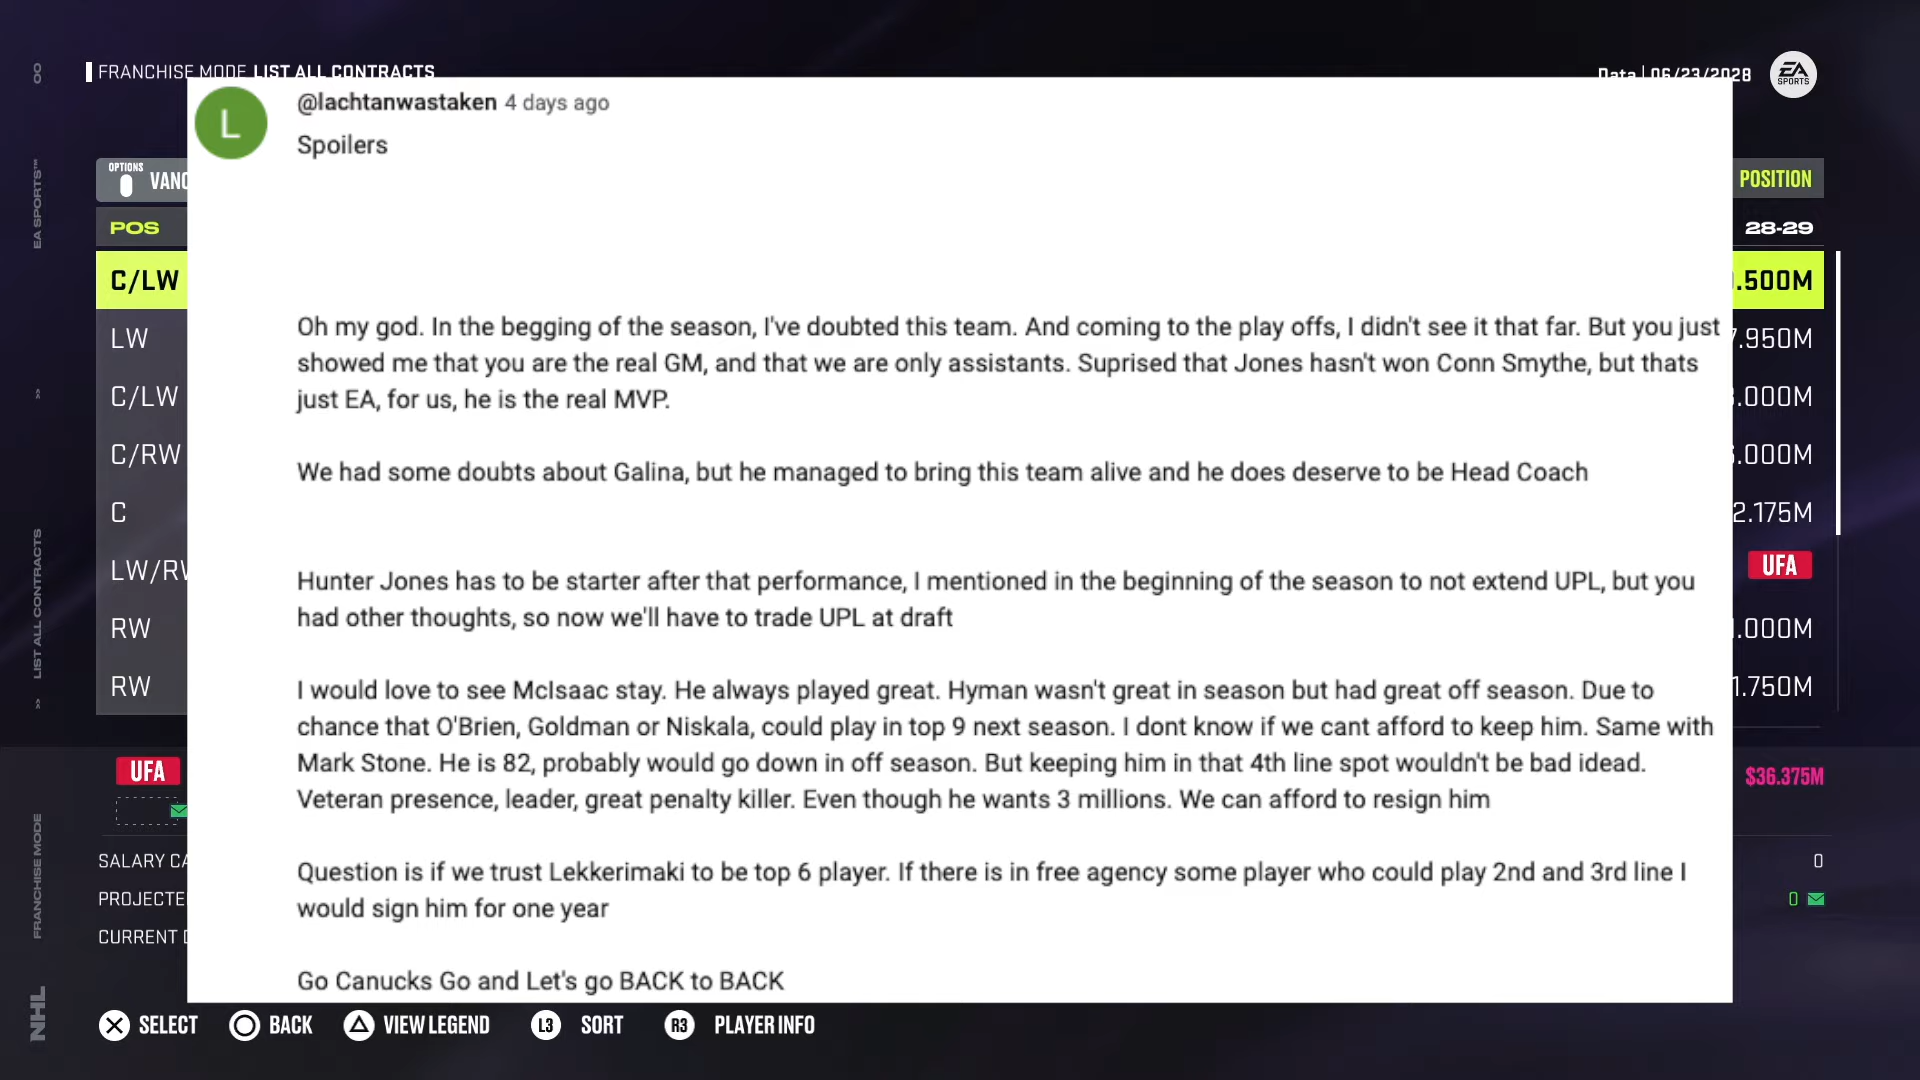 FRANCHISE MODE LIST ALL CONTRACTS
Data | 06/23/2028
EA SPORTS
@lachtanwastaken 4 days ago
L
Spoilers
OPTIONS
POSITION
POS
28-29
C/LW
.500M
Oh my god. In the begging of the season, I've doubted this team. And coming to the play offs, I didn't see it that far. But you just
LW
7.950M
showed me that you are the real GM, and that we are only assistants. Suprised that Jones hasn't won Conn Smythe, but thats
C/LW
.000M
just EA, for us, he is the real MVP.
C/RW
.000M
We had some doubts about Galina, but he managed to bring this team alive and he does deserve to be Head Coach
C
2.175M
LW/RW
UFA
Hunter Jones has to be starter after that performance, I mentioned in the beginning of the season to not extend UPL, but you
had other thoughts, so now we'll have to trade UPL at draft
RW
.000M
RW
1.750M
I would love to see McIsaac stay. He always played great. Hyman wasn't great in season but had great off season. Due to
chance that O'Brien, Goldman or Niskala, could play in top 9 next season. I dont know if we cant afford to keep him. Same with
UFA
$36.375M
Mark Stone. He is 82, probably would go down in off season. But keeping him in that 4th line spot wouldn't be bad idead.
Veteran presence, leader, great penalty killer. Even though he wants 3 millions. We can afford to resign him
SALARY
0
Question is if we trust Lekkerimaki to be top 6 player. If there is in free agency some player who could play 2nd and 3rd line I
PROJECTE
0
would sign him for one year
CURRENT
Go Canucks Go and Let's go BACK to BACK
SELECT
BACK
VIEW LEGEND
L3 SORT
R3 PLAYER INFO
OO
EA SPORTS™
LIST ALL CONTRACTS
FRANCHISE MODE
NHL